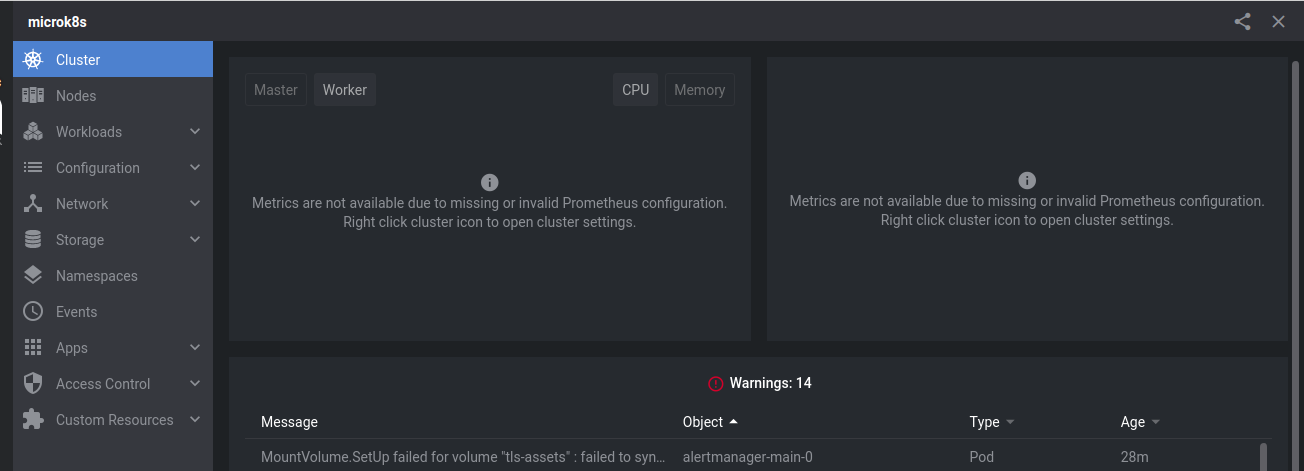 microk8s
Cluster
Nodes
Workloads
Configuration
Network
Storage
Namespaces
Events
Apps
Access Control
Custom Resources
Master Worker CPU Memory
Metrics are not available due to missing or invalid Prometheus configuration.
Right click cluster icon to open cluster settings.
Metrics are not available due to missing or invalid Prometheus configuration.
Right click cluster icon to open cluster settings.
Warnings: 14
Message Object Type Age
MountVolume.SetUp failed for volume "tls-assets" : failed to syn... alertmanager-main-0 Pod 28m